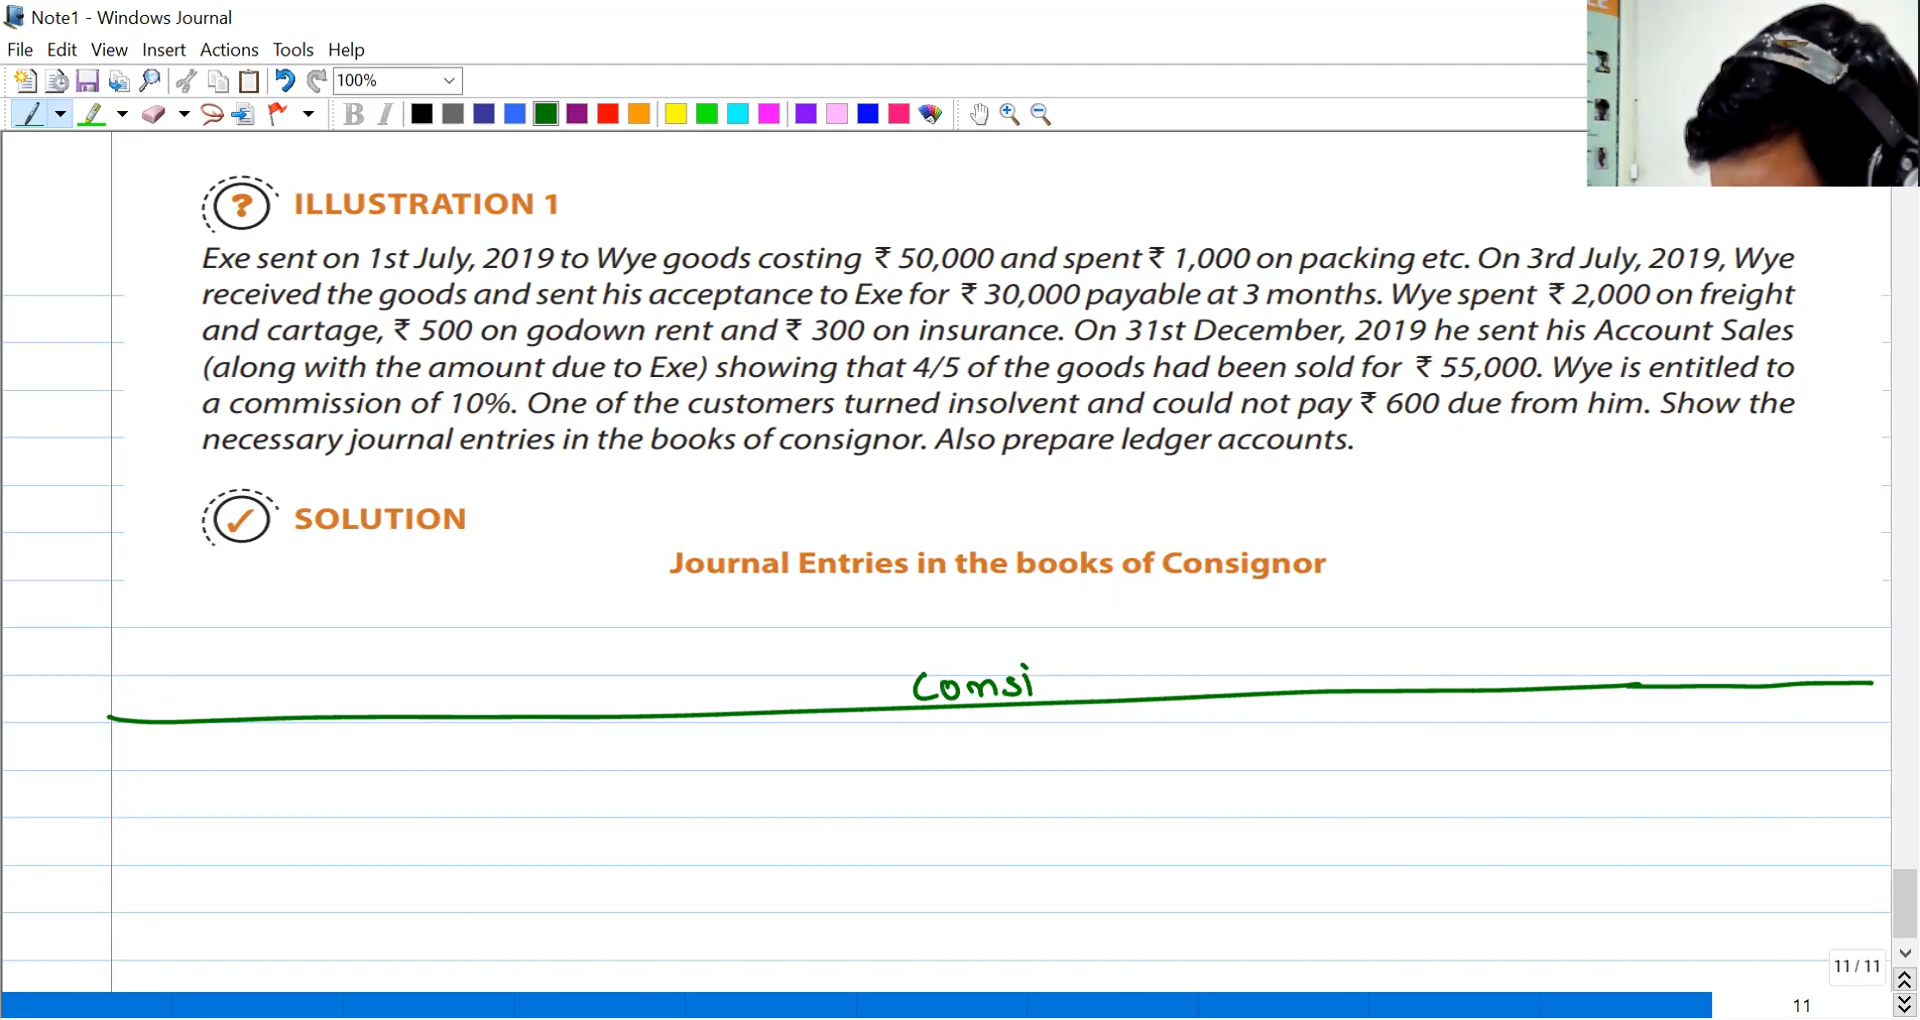 Note1 - Windows Journal
File Edit View Insert Actions Tools Help
100%
B I
? ILLUSTRATION 1
Exe sent on 1st July, 2019 to Wye goods costing ₹ 50,000 and spent ₹ 1,000 on packing etc. On 3rd July, 2019, Wye
received the goods and sent his acceptance to Exe for ₹ 30,000 payable at 3 months. Wye spent ₹ 2,000 on freight
and cartage, ₹ 500 on godown rent and ₹ 300 on insurance. On 31st December, 2019 he sent his Account Sales
(along with the amount due to Exe) showing that 4/5 of the goods had been sold for ₹ 55,000. Wye is entitled to
a commission of 10%. One of the customers turned insolvent and could not pay ₹ 600 due from him. Show the
necessary journal entries in the books of consignor. Also prepare ledger accounts.
✓ SOLUTION
Journal Entries in the books of Consignor
Comsi
11 / 11
11